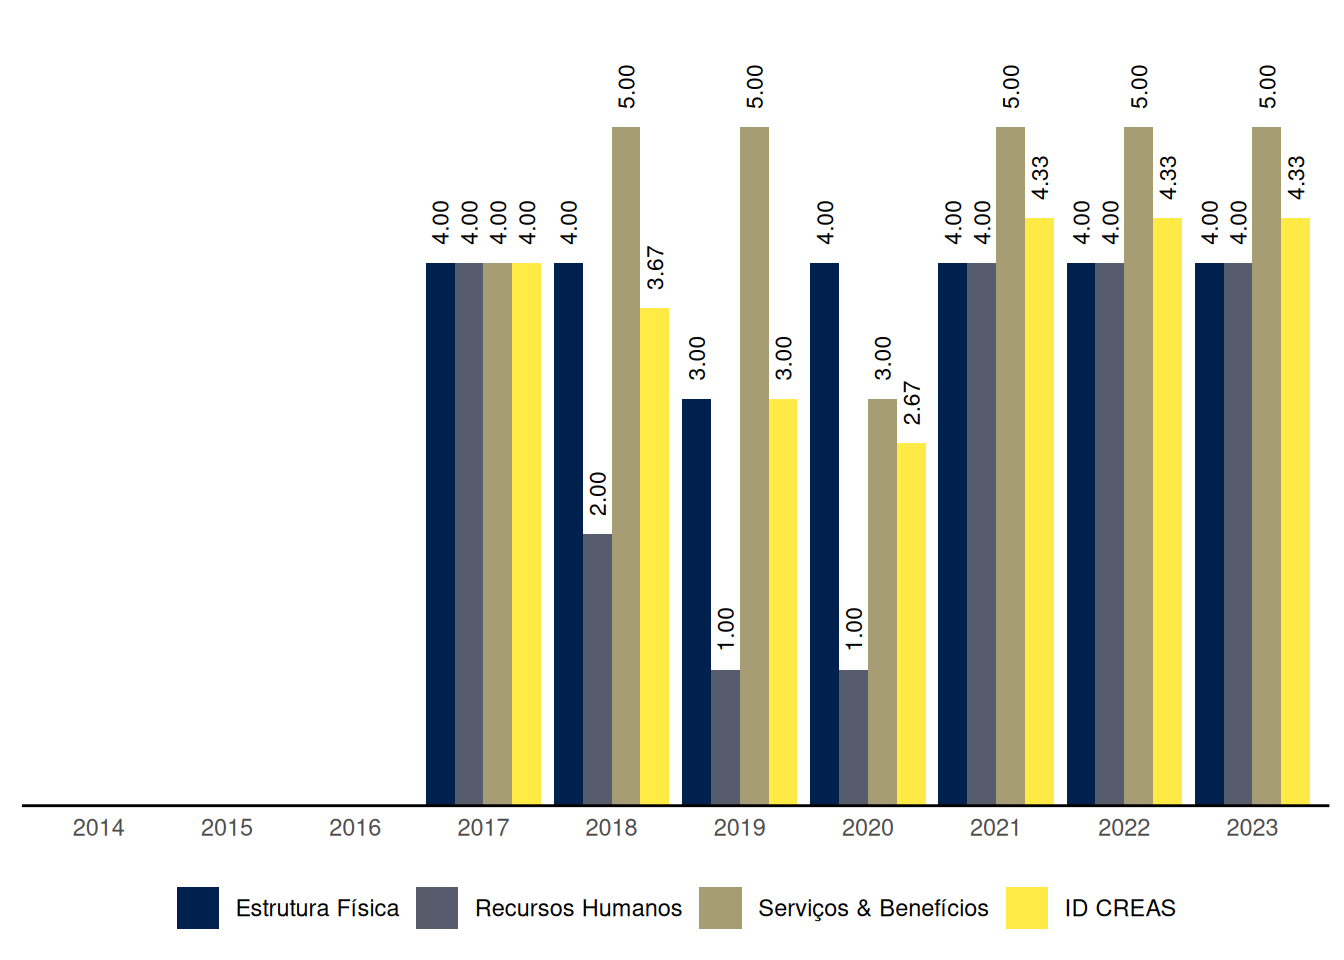 5.00 5.00 5.00 5.00 5.00
4.33 4.33 4.33
4.00 4.00 4.00 4.00 4.00 4.00 4.00 4.00 4.00 4.00 4.00 4.00
3.67
3.00 3.00 3.00
2.67
2.00
1.00 1.00
2014 2015 2016 2017 2018 2019 2020 2021 2022 2023
Estrutura Física Recursos Humanos Serviços & Benefícios ID CREAS